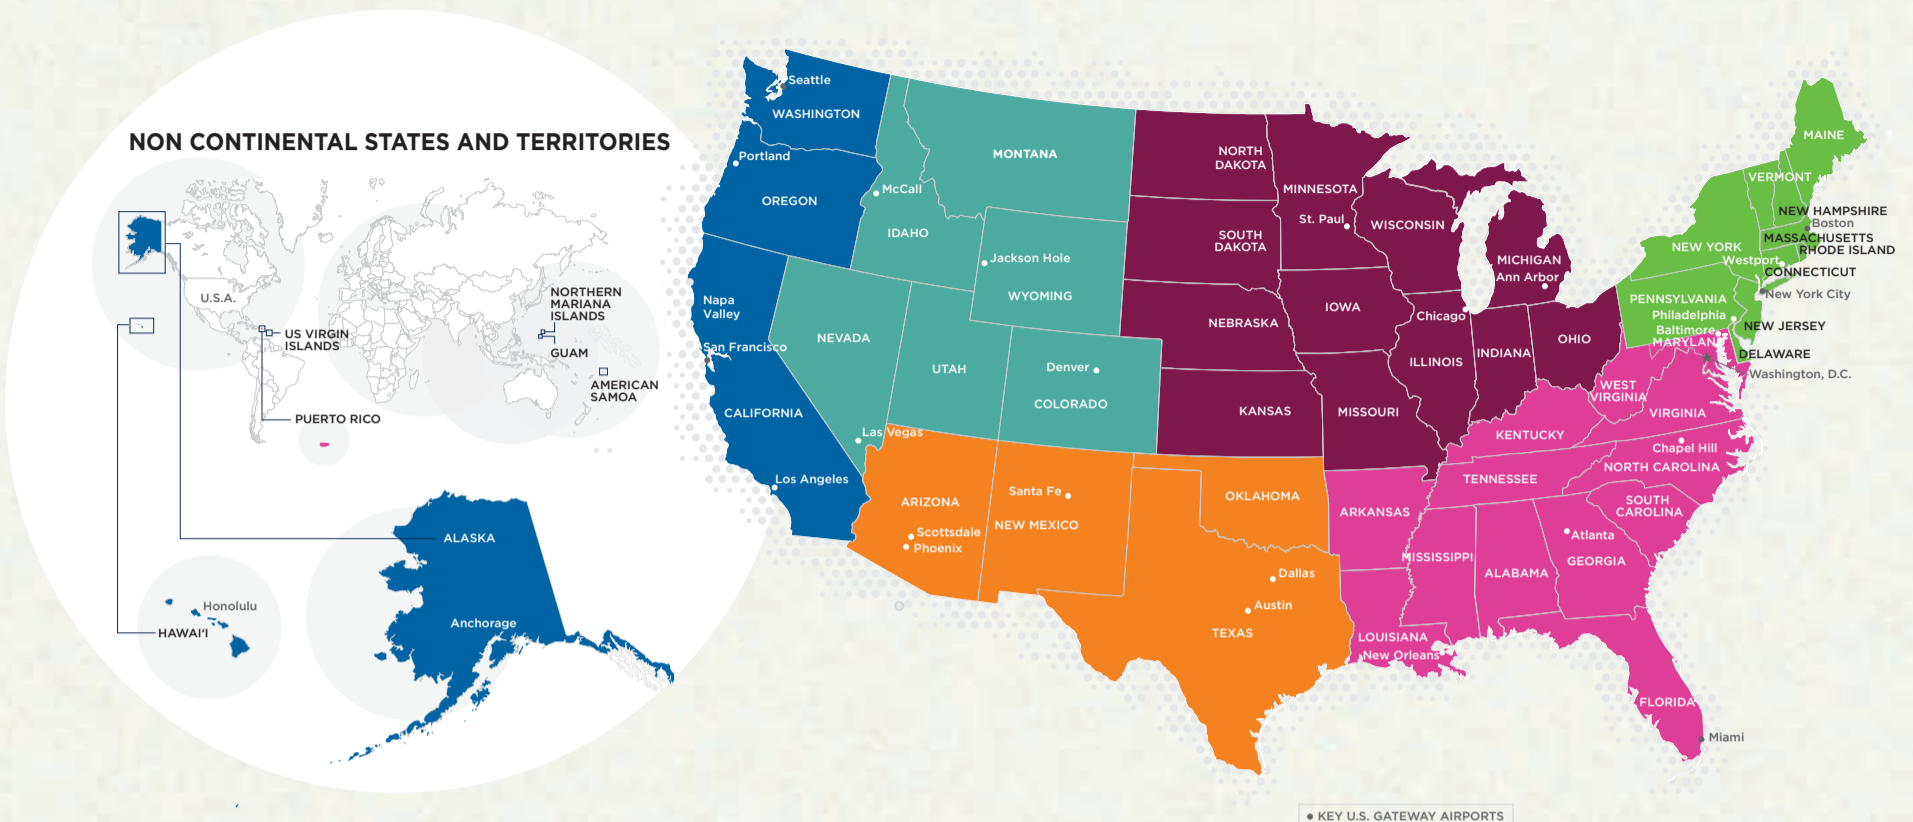 NON CONTINENTAL STATES AND TERRITORIES
U.S.A.
US VIRGIN
ISLANDS
PUERTO RICO
NORTHERN
MARIANA
ISLANDS
GUAM
AMERICAN
SAMOA
ALASKA
Anchorage
Honolulu
HAWAI‘I
Seattle
WASHINGTON
Portland
OREGON
McCall
IDAHO
MONTANA
Jackson Hole
WYOMING
Napa
Valley
San Francisco
CALIFORNIA
Los Angeles
NEVADA
Las Vegas
UTAH
Denver
COLORADO
ARIZONA
Scottsdale
Phoenix
Santa Fe
NEW MEXICO
OKLAHOMA
Dallas
Austin
TEXAS
NORTH
DAKOTA
SOUTH
DAKOTA
NEBRASKA
KANSAS
MINNESOTA
St. Paul
IOWA
MISSOURI
WISCONSIN
Chicago
ILLINOIS
MICHIGAN
Ann Arbor
INDIANA
OHIO
ARKANSAS
LOUISIANA
New Orleans
MISSISSIPPI
ALABAMA
TENNESSEE
KENTUCKY
WEST
VIRGINIA
VIRGINIA
Chapel Hill
NORTH CAROLINA
SOUTH
CAROLINA
Atlanta
GEORGIA
FLORIDA
Miami
MAINE
VERMONT
NEW HAMPSHIRE
Boston
MASSACHUSETTS
RHODE ISLAND
NEW YORK
Westport
CONNECTICUT
New York City
PENNSYLVANIA
Philadelphia
Baltimore
NEW JERSEY
MARYLAND
DELAWARE
Washington, D.C.
KEY U.S. GATEWAY AIRPORTS